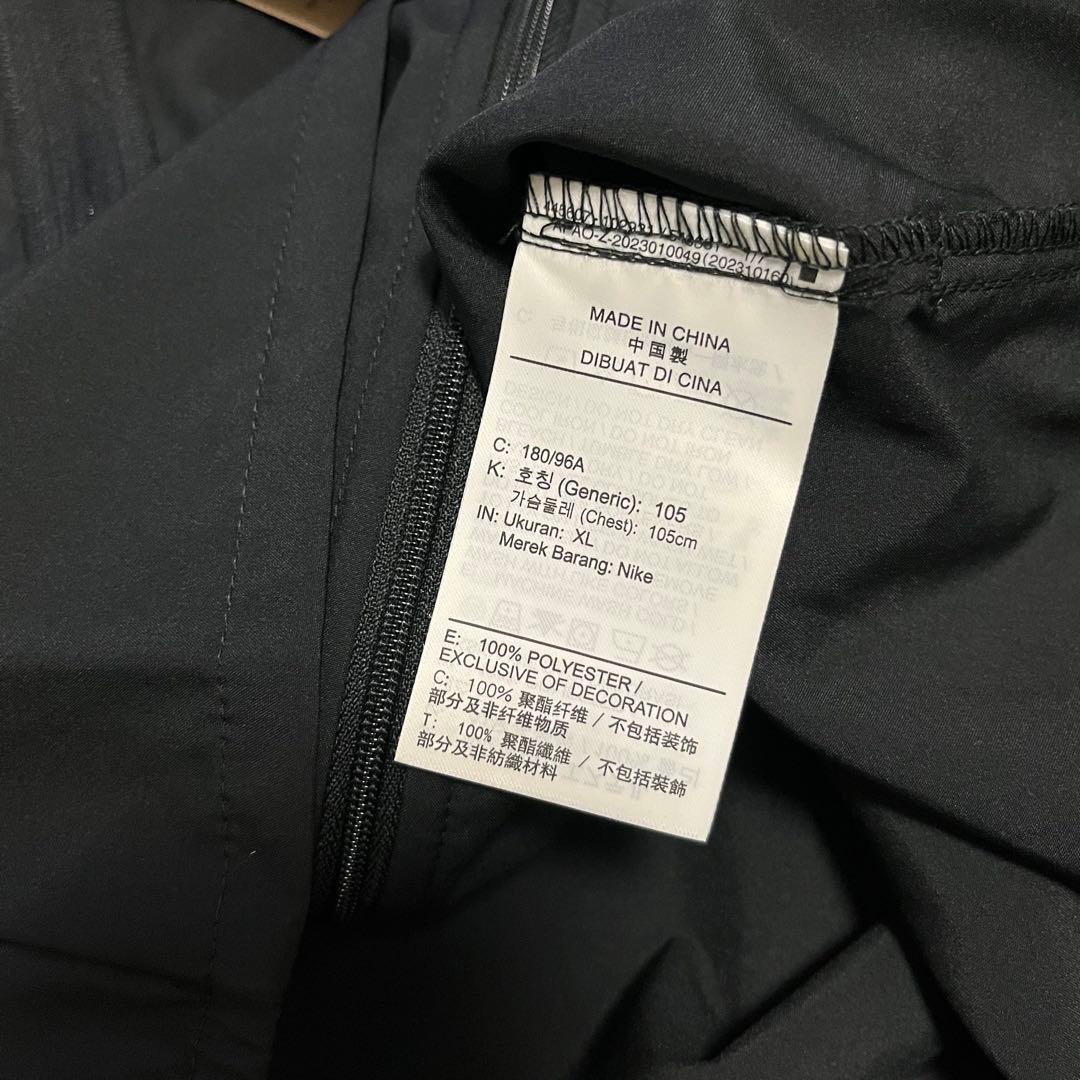 APAO-Z-2023010049(20231016
MADE IN CHINA
中国製
DIBUAT DI CINA
C: 180/96A
K: 호칭 (Generic): 105
가슴둘레 (Chest): 105cm
IN: Ukuran: XL
Merek Barang: Nike
E: 100% POLYESTER /
EXCLUSIVE OF DECORATION
C: 100% 聚酯纤维 / 不包括装饰
部分及非纤维物质
T: 100% 聚酯纖維 / 不包括裝飾
部分及非紡織材料